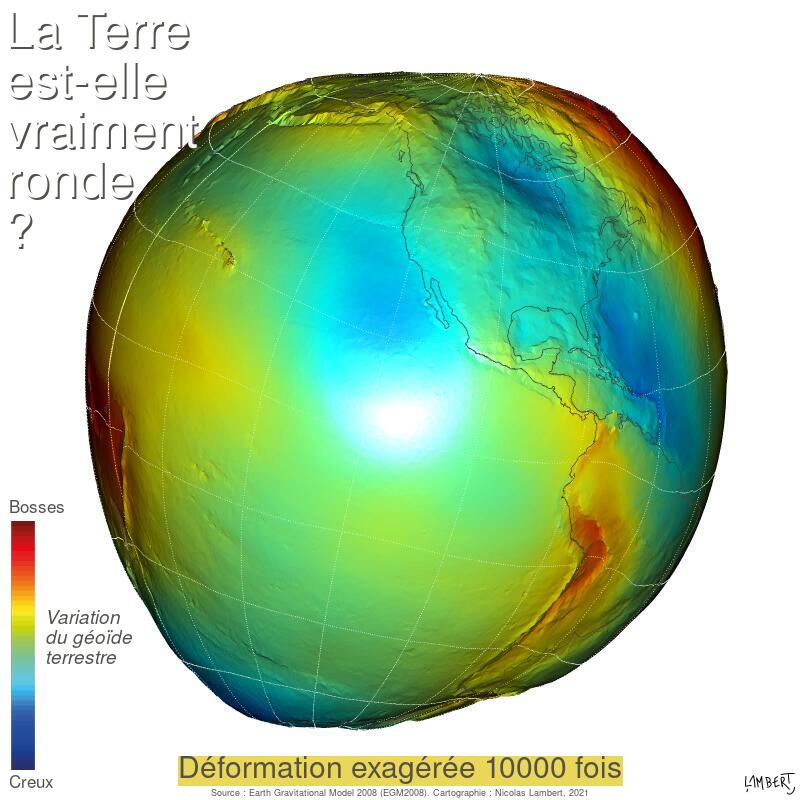 La Terre
est-elle
vraiment
ronde
?
Bosses
Variation
du géoïde
terrestre
Creux
Déformation exagérée 10000 fois
Source : Earth Gravitational Model 2008 (EGM2008). Cartographie : Nicolas Lambert, 2021
LAMBERT